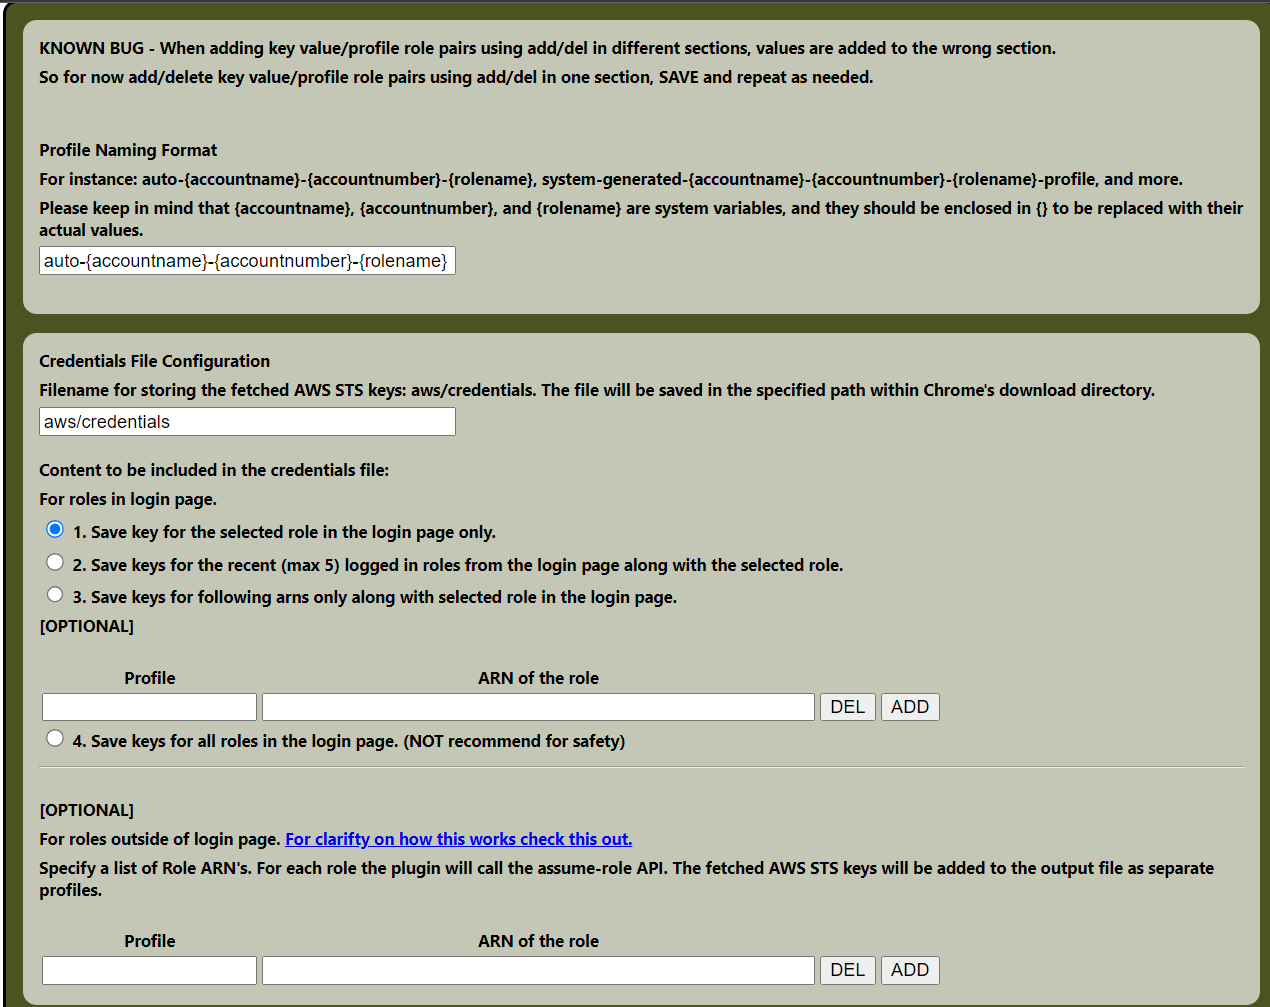 KNOWN BUG - When adding key value/profile role pairs using add/del in different sections, values are added to the wrong section.
So for now add/delete key value/profile role pairs using add/del in one section, SAVE and repeat as needed.
Profile Naming Format
For instance: auto-{accountname}-{accountnumber}-{rolename}, system-generated-{accountname}-{accountnumber}-{rolename}-profile, and more.
Please keep in mind that {accountname}, {accountnumber}, and {rolename} are system variables, and they should be enclosed in {} to be replaced with their
actual values.
auto-{accountname}-{accountnumber}-{rolename}
Credentials File Configuration
Filename for storing the fetched AWS STS keys: aws/credentials. The file will be saved in the specified path within Chrome's download directory.
aws/credentials
Content to be included in the credentials file:
For roles in login page.
1. Save key for the selected role in the login page only.
2. Save keys for the recent (max 5) logged in roles from the login page along with the selected role.
3. Save keys for following arns only along with selected role in the login page.
[OPTIONAL]
Profile ARN of the role
DEL ADD
4. Save keys for all roles in the login page. (NOT recommend for safety)
[OPTIONAL]
For roles outside of login page. For clarifty on how this works check this out.
Specify a list of Role ARN's. For each role the plugin will call the assume-role API. The fetched AWS STS keys will be added to the output file as separate
profiles.
Profile ARN of the role
DEL ADD